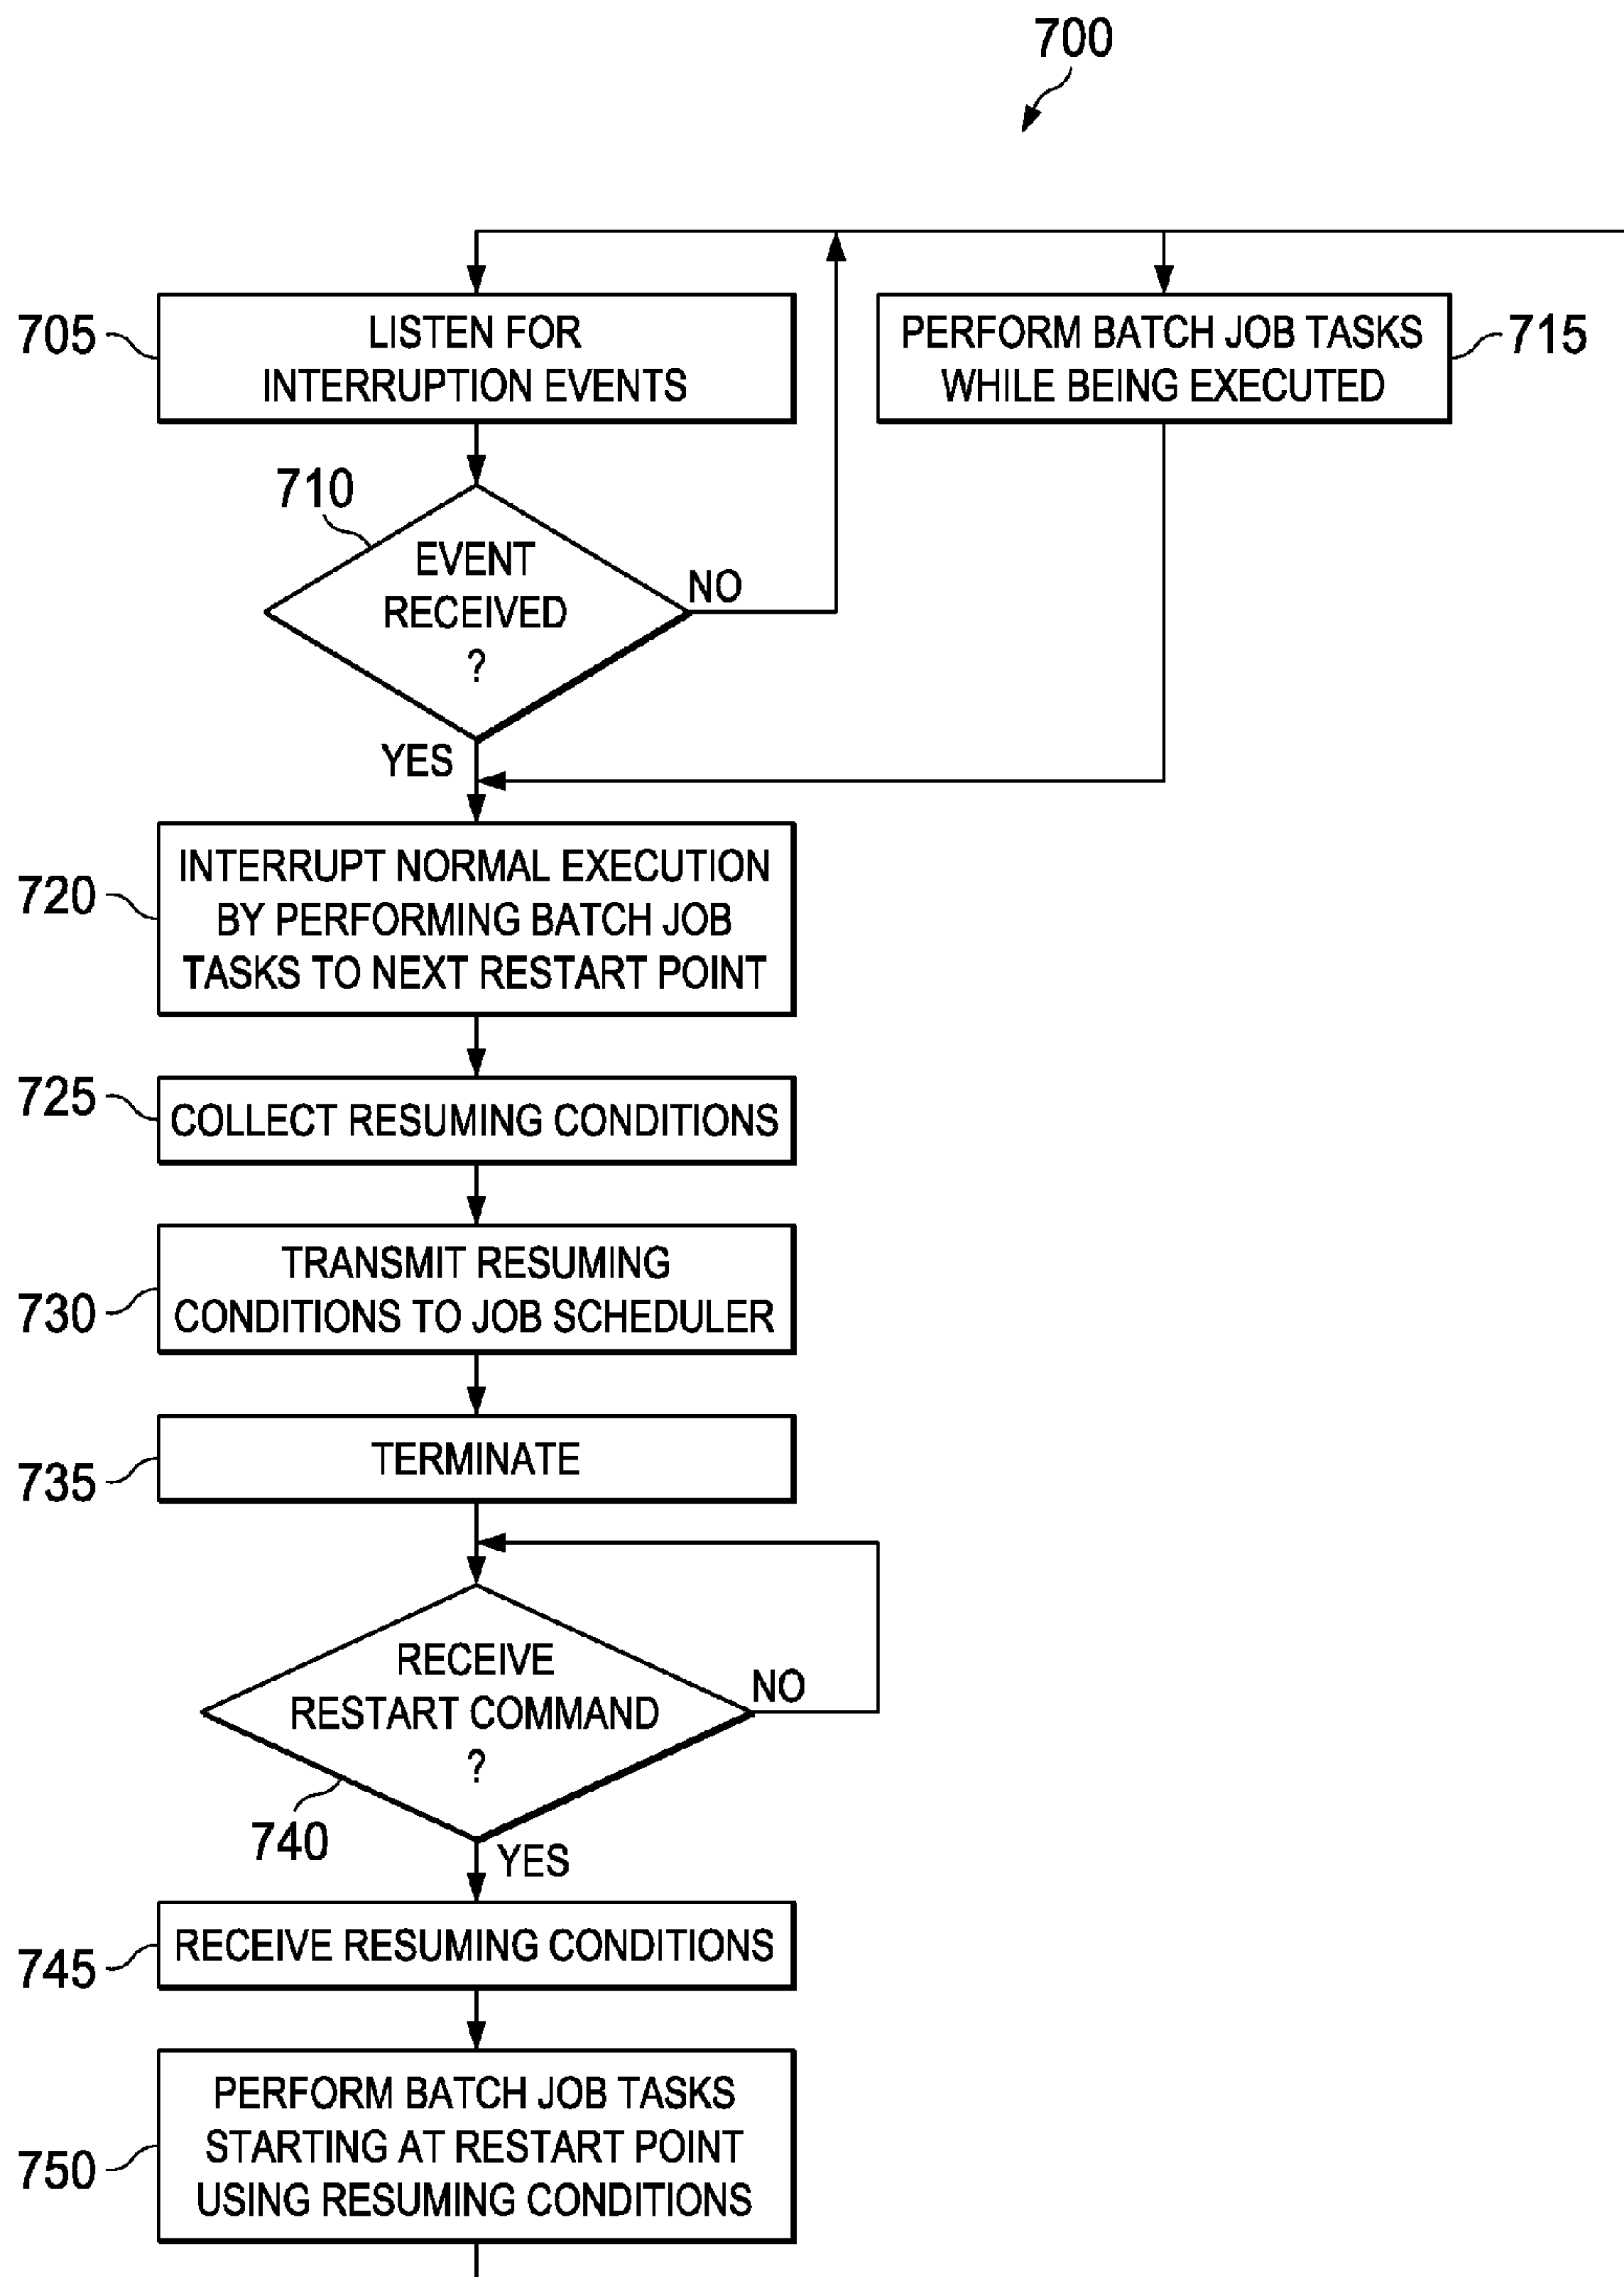 700
705
LISTEN FOR
INTERRUPTION EVENTS
PERFORM BATCH JOB TASKS
WHILE BEING EXECUTED
715
710
EVENT
RECEIVED
?
NO
YES
720
INTERRUPT NORMAL EXECUTION
BY PERFORMING BATCH JOB
TASKS TO NEXT RESTART POINT
725
COLLECT RESUMING CONDITIONS
730
TRANSMIT RESUMING
CONDITIONS TO JOB SCHEDULER
735
TERMINATE
RECEIVE
RESTART COMMAND
?
NO
740
YES
745
RECEIVE RESUMING CONDITIONS
750
PERFORM BATCH JOB TASKS
STARTING AT RESTART POINT
USING RESUMING CONDITIONS